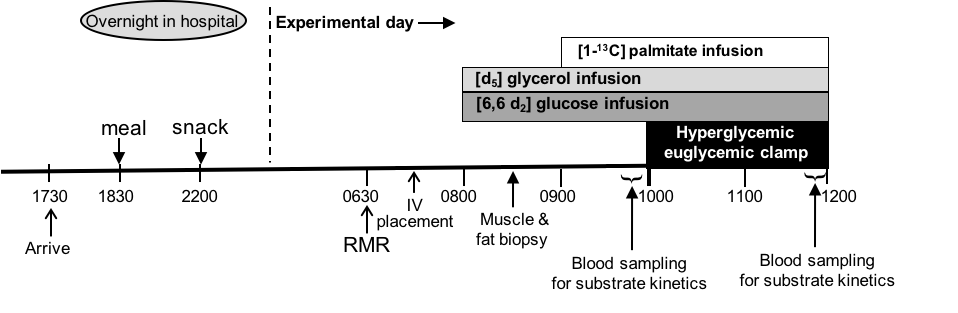 Overnight in hospital
Experimental day
[1-¹³C] palmitate infusion
[d₅] glycerol infusion
[6,6 d₂] glucose infusion
Hyperglycemic
euglycemic clamp
meal
snack
1730
1830
2200
0630
0800
0900
1000
1100
1200
Arrive
RMR
IV
placement
Muscle &
fat biopsy
Blood sampling
for substrate kinetics
Blood sampling
for substrate kinetics